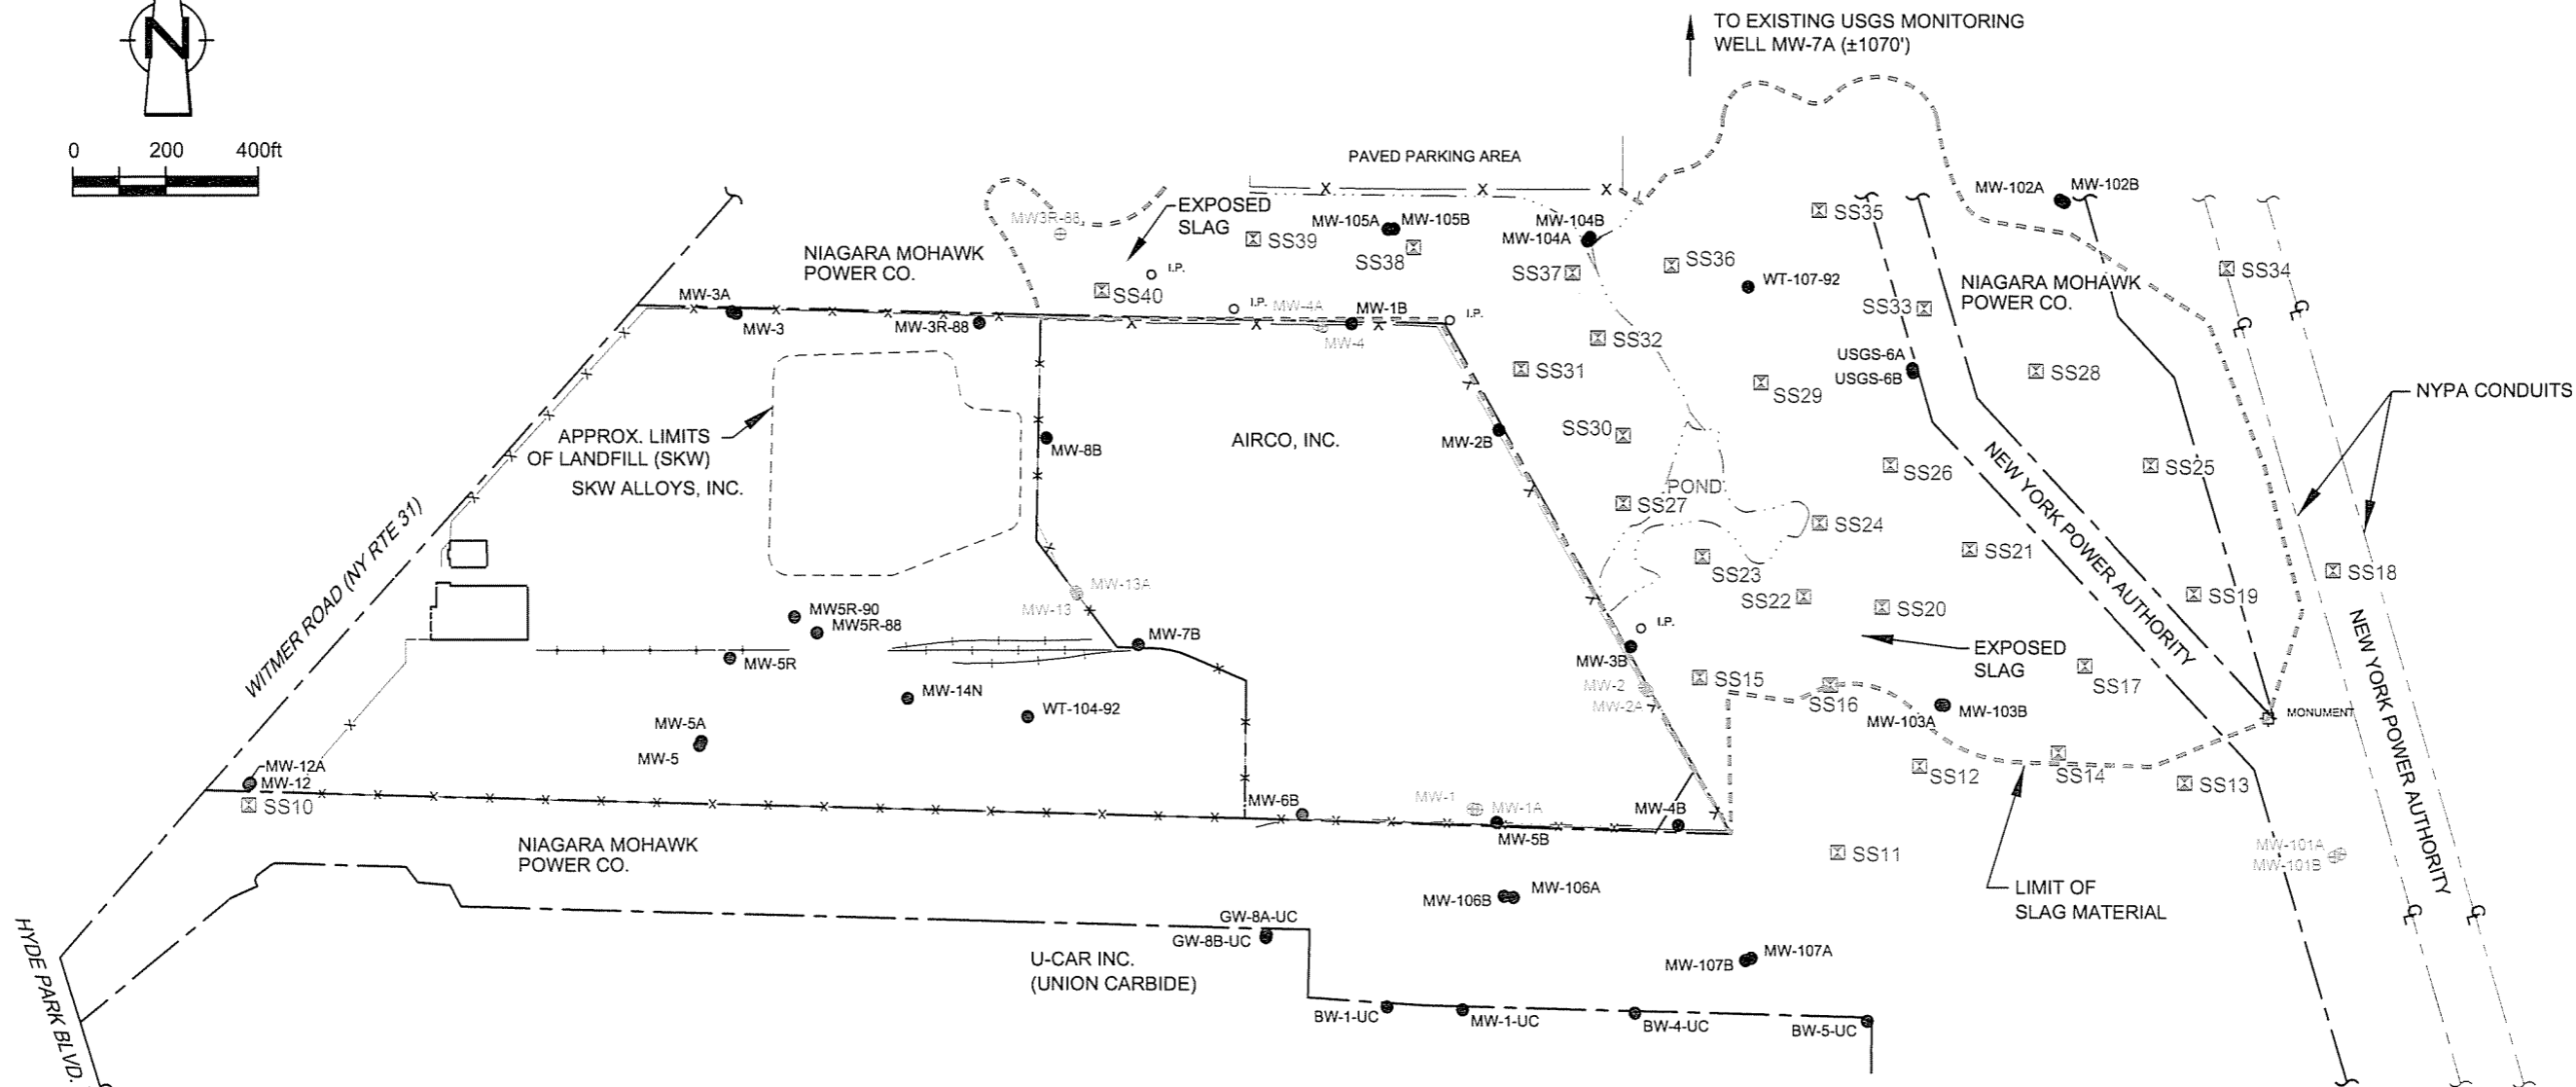 N
0 200 400ft
TO EXISTING USGS MONITORING
WELL MW-7A (±1070')
PAVED PARKING AREA
MW-102A
MW-102B
MW3R-88
EXPOSED
SLAG
MW-105A
MW-105B
MW-104B
MW-104A
SS35
SS39
SS38
SS37
SS36
WT-107-92
NIAGARA MOHAWK
POWER CO.
NIAGARA MOHAWK
POWER CO.
SS34
I.P.
SS40
MW-3A
MW-3
MW-3R-88
I.P.
MW-4A
MW-4
MW-1B
I.P.
SS33
SS32
SS31
USGS-6A
USGS-6B
SS28
SS29
NYPA CONDUITS
APPROX. LIMITS
OF LANDFILL (SKW)
SKW ALLOYS, INC.
MW-8B
AIRCO, INC.
MW-2B
SS30
SS26
SS25
NEW YORK POWER AUTHORITY
POND
SS27
SS24
SS21
WITMER ROAD (NY RTE 31)
SS23
SS22
SS20
SS19
SS18
MW-13A
MW-13
MW5R-90
MW5R-88
MW-5R
MW-7B
I.P.
MW-3B
EXPOSED
SLAG
NEW YORK POWER AUTHORITY
MW-14N
WT-104-92
MW-2
MW-2A
SS15
SS16
SS17
MW-103A
MW-103B
MONUMENT
MW-5A
MW-5
MW-12A
MW-12
SS10
SS12
SS14
SS13
MW-6B
MW-1
MW-1A
MW-5B
MW-4B
NIAGARA MOHAWK
POWER CO.
SS11
MW-101A
MW-101B
LIMIT OF
SLAG MATERIAL
MW-106B
MW-106A
GW-8A-UC
GW-8B-UC
U-CAR INC.
(UNION CARBIDE)
MW-107B
MW-107A
HYDE PARK BLVD.
BW-1-UC
MW-1-UC
BW-4-UC
BW-5-UC